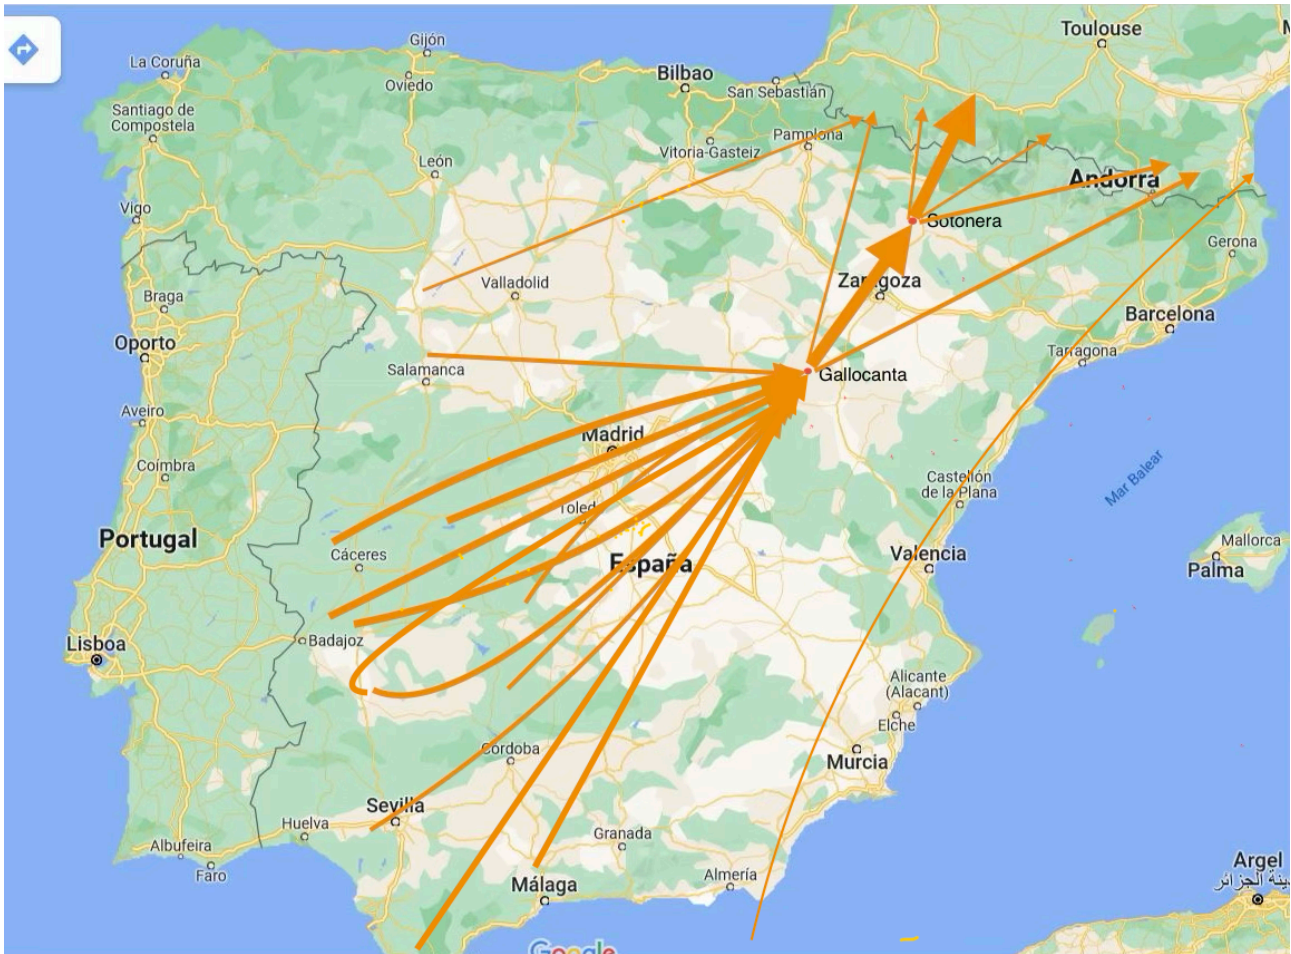 Toulouse
Gijón
La Coruña
Oviedo
Bilbao
San Sebastián
Santiago de
Compostela
Pamplona
Vitoria-Gasteiz
León
Andorra
Vigo
Sotonera
Gerona
Valladolid
Zaragoza
Braga
Barcelona
Oporto
Tarragona
Salamanca
Gallocanta
Aveiro
Madrid
Coímbra
Castellón
de la Plana
Mar Balear
Toled
Portugal
Cáceres
España
Valencia
Mallorca
Palma
Badajoz
Lisboa
Alicante
(Alacant)
Elche
Córdoba
Murcia
Sevilla
Huelva
Granada
Albufeira
Faro
Málaga
Almería
Argel
Google